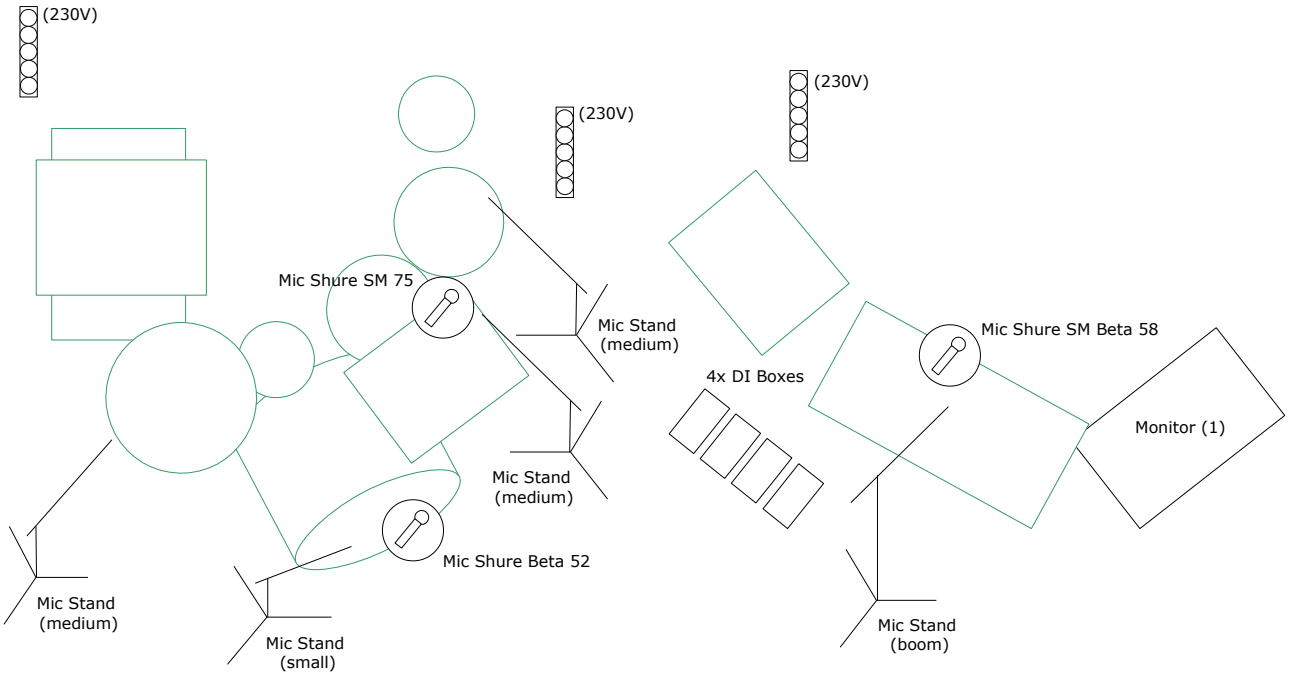 (230V)
(230V)
(230V)
Mic Shure SM 75
Mic Stand
(medium)
Mic Shure SM Beta 58
4x DI Boxes
Monitor (1)
Mic Stand
(medium)
Mic Shure Beta 52
Mic Stand
(medium)
Mic Stand
(small)
Mic Stand
(boom)